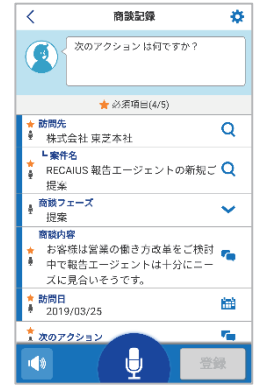 商談記録
次のアクションは何ですか？
必須項目(4/5)
訪問先
株式会社 東芝本社
案件名
RECAIUS 報告エージェントの新規ご
提案
商談フェーズ
提案
商談内容
お客様は営業の働き方改革をご検討
中で報告エージェントは十分にニー
ズに見合いそうです。
訪問日
2019/03/25
次のアクション
登録